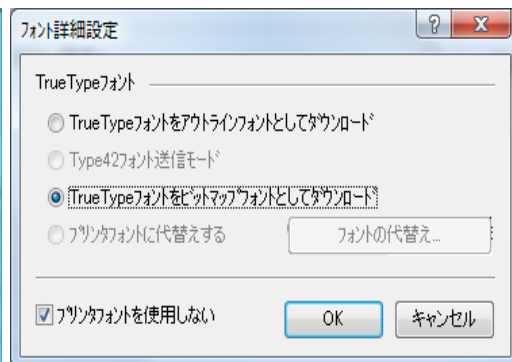 フォント詳細設定
TrueTypeフォント
TrueTypeフォントをアウトラインフォントとしてダウンロード
Type42フォント送信モード
TrueTypeフォントをビットマップフォントとしてダウンロード
プリンタフォントに代替えする フォントの代替え...
プリンタフォントを使用しない OK キャンセル